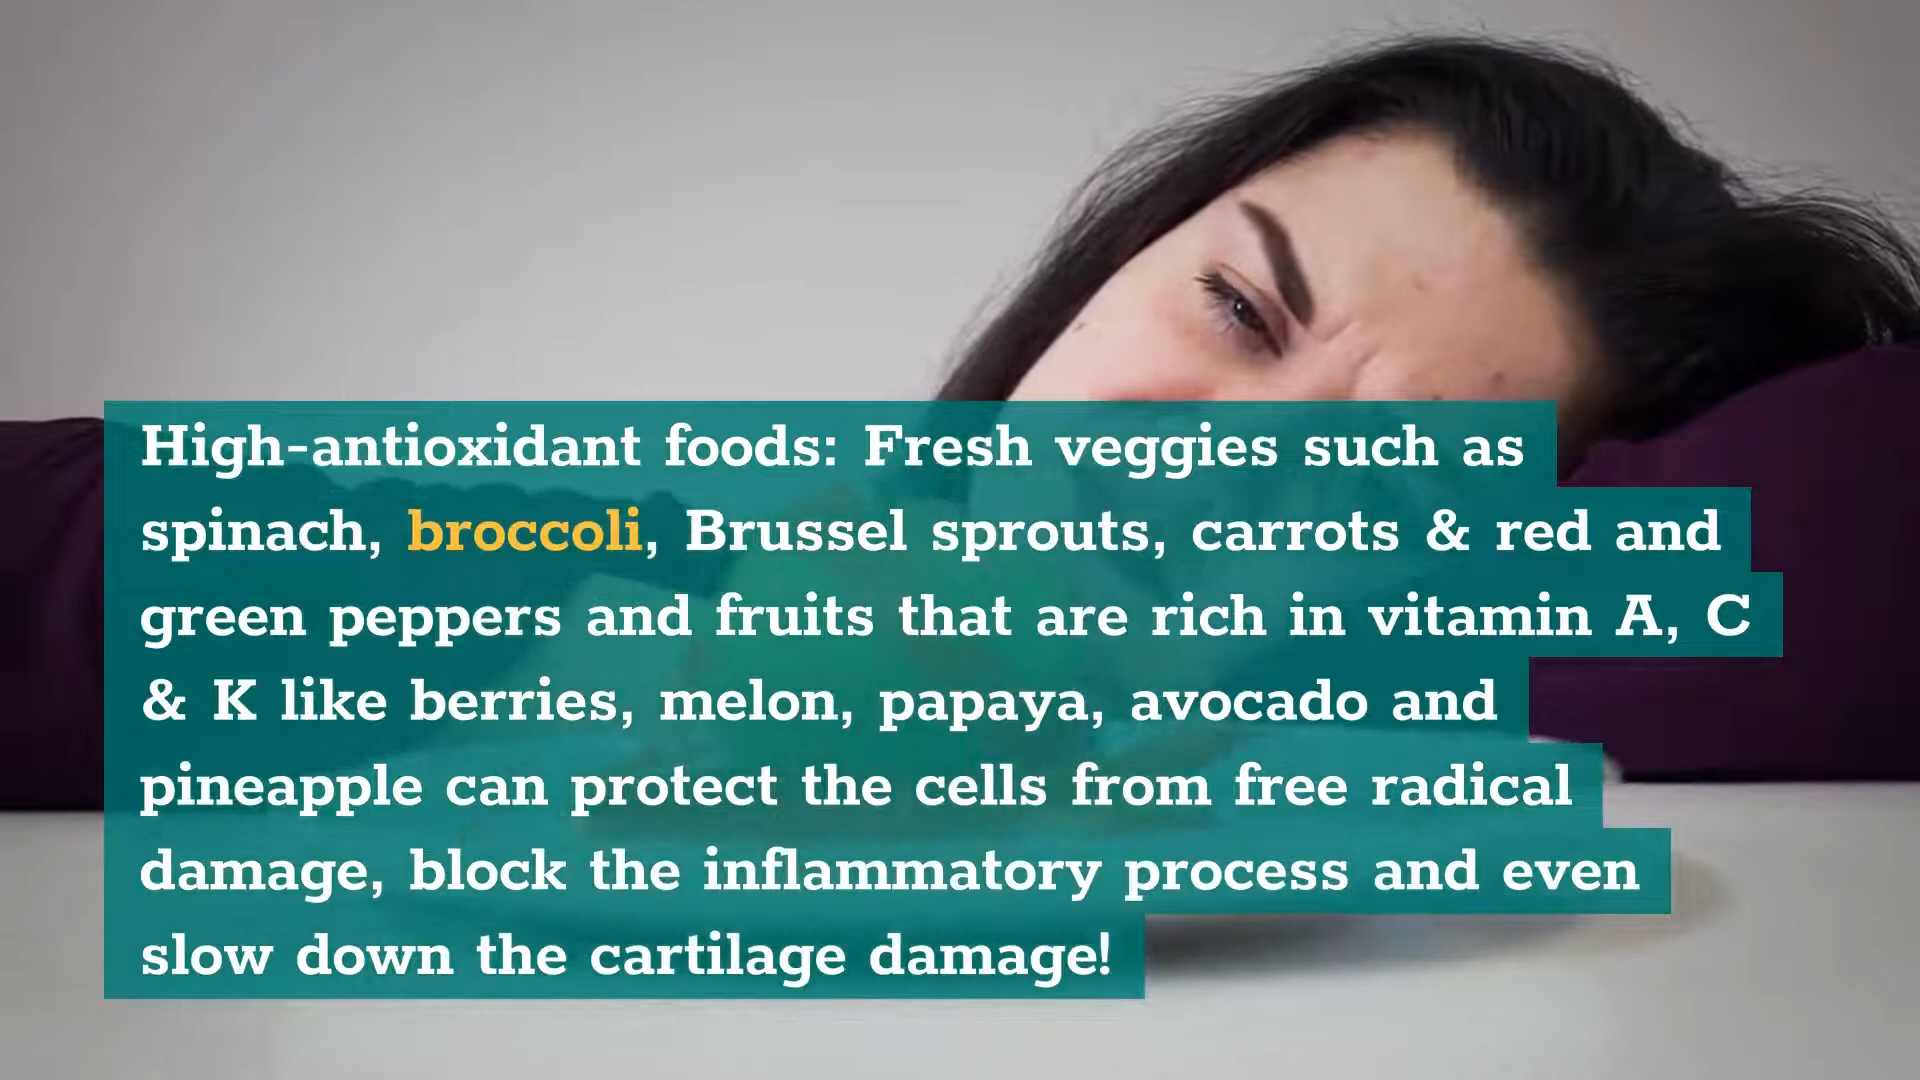 High-antioxidant foods: Fresh veggies such as
spinach, broccoli, Brussel sprouts, carrots & red and
green peppers and fruits that are rich in vitamin A, C
& K like berries, melon, papaya, avocado and
pineapple can protect the cells from free radical
damage, block the inflammatory process and even
slow down the cartilage damage!